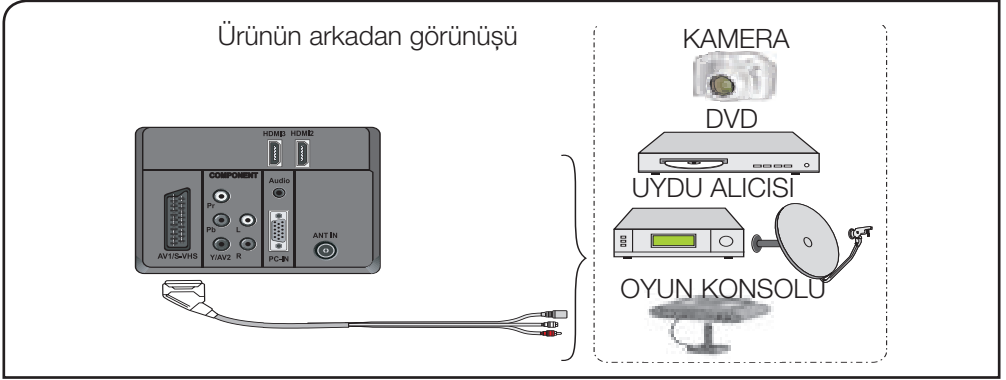 Ürünün arkadan görünüşü
KAMERA
DVD
UYDU ALICISI
OYUN KONSOLU
HDMI3 HDMI2
COMPONENT
Audio
Pr
Pb
L
ANT IN
AV1/S-VHS
Y/AV2
R
PC-IN